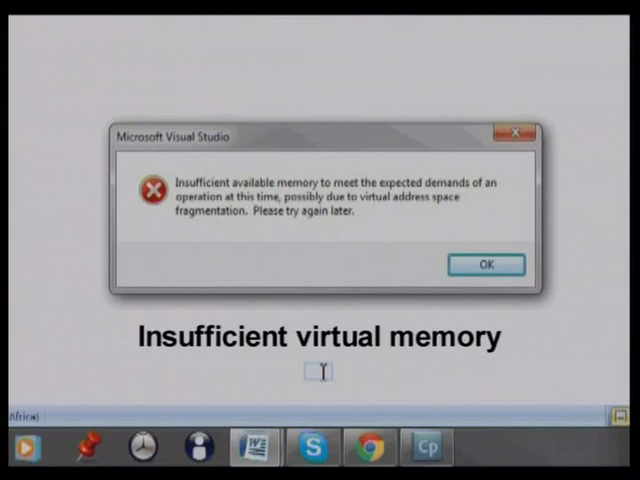 Microsoft Visual Studio
Insufficient available memory to meet the expected demands of an
operation at this time, possibly due to virtual address space
fragmentation. Please try again later.
OK
Insufficient virtual memory
Africa)
W
S
Cp